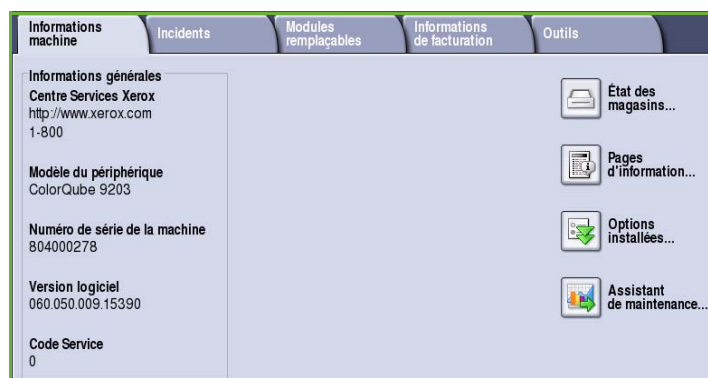 Informations
machine
Incidents
Modules
remplaçables
Informations
de facturation
Outils
Informations générales
Centre Services Xerox
http://www.xerox.com
1-800
Modèle du périphérique
ColorQube 9203
Numéro de série de la machine
804000278
Version logiciel
060.050.009.15390
Code Service
0
État des
magasins...
Pages
d'information...
Options
installées...
Assistant
de maintenance...